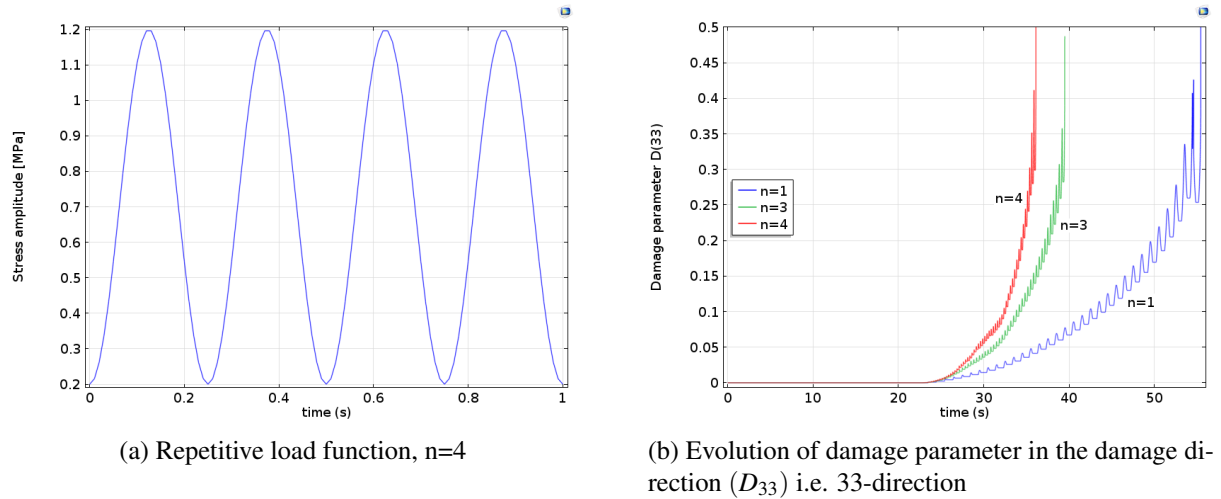 1.2
1.1
1
0.9
0.8
0.7
0.6
0.5
0.4
0.3
0.2
Stress amplitude [MPa]
0
0.2
0.4
0.6
0.8
1
time (s)
(a) Repetitive load function, n=4
0.5
0.45
0.4
0.35
0.3
0.25
0.2
0.15
0.1
0.05
0
Damage parameter D(33)
n=1
n=3
n=4
n=4
n=3
n=1
0
10
20
30
40
50
time (s)
(b) Evolution of damage parameter in the damage di-
rection (D33) i.e. 33-direction